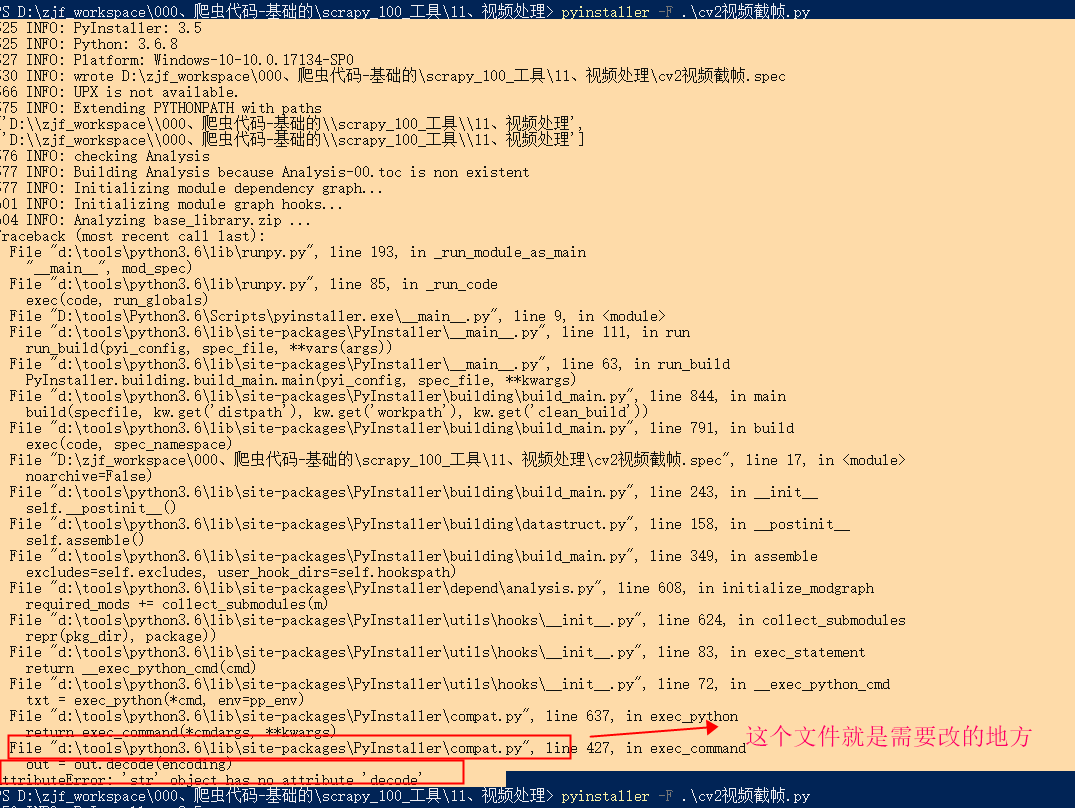 PS D:\zjf_workspace\000、爬虫代码-基础的\scrapy_100_工具\11、视频处理> pyinstaller -F .\cv2视频截帧.py
525 INFO: PyInstaller: 3.5
525 INFO: Python: 3.6.8
527 INFO: Platform: Windows-10-10.0.17134-SP0
530 INFO: wrote D:\zjf_workspace\000、爬虫代码-基础的\scrapy_100_工具\11、视频处理\cv2视频截帧.spec
566 INFO: UPX is not available.
575 INFO: Extending PYTHONPATH with paths
['D:\\zjf_workspace\\000、爬虫代码-基础的\\scrapy_100_工具\\11、视频处理',
'D:\\zjf_workspace\\000、爬虫代码-基础的\\scrapy_100_工具\\11、视频处理']
576 INFO: checking Analysis
577 INFO: Building Analysis because Analysis-00.toc is non existent
577 INFO: Initializing module dependency graph...
601 INFO: Initializing module graph hooks...
604 INFO: Analyzing base_library.zip ...
Traceback (most recent call last):
File "d:\tools\python3.6\lib\runpy.py", line 193, in _run_module_as_main
"__main__", mod_spec)
File "d:\tools\python3.6\lib\runpy.py", line 85, in _run_code
exec(code, run_globals)
File "D:\tools\Python3.6\Scripts\pyinstaller.exe\__main__.py", line 9, in <module>
File "d:\tools\python3.6\lib\site-packages\PyInstaller\__main__.py", line 111, in run
run_build(pyi_config, spec_file, **vars(args))
File "d:\tools\python3.6\lib\site-packages\PyInstaller\__main__.py", line 63, in run_build
PyInstaller.building.build_main.main(pyi_config, spec_file, **kwargs)
File "d:\tools\python3.6\lib\site-packages\PyInstaller\building\build_main.py", line 844, in main
build(specfile, kw.get('distpath'), kw.get('workpath'), kw.get('clean_build'))
File "d:\tools\python3.6\lib\site-packages\PyInstaller\building\build_main.py", line 791, in build
exec(code, spec_namespace)
File "D:\zjf_workspace\000、爬虫代码-基础的\scrapy_100_工具\11、视频处理\cv2视频截帧.spec", line 17, in <module>
noarchive=False)
File "d:\tools\python3.6\lib\site-packages\PyInstaller\building\build_main.py", line 243, in __init__
self.__postinit__()
File "d:\tools\python3.6\lib\site-packages\PyInstaller\building\datastruct.py", line 158, in __postinit__
self.assemble()
File "d:\tools\python3.6\lib\site-packages\PyInstaller\building\build_main.py", line 349, in assemble
excludes=self.excludes, user_hook_dirs=self.hookspath)
File "d:\tools\python3.6\lib\site-packages\PyInstaller\depend\analysis.py", line 608, in initialize_modgraph
required_mods += collect_submodules(m)
File "d:\tools\python3.6\lib\site-packages\PyInstaller\utils\hooks\__init__.py", line 624, in collect_submodules
repr(pkg_dir), package))
File "d:\tools\python3.6\lib\site-packages\PyInstaller\utils\hooks\__init__.py", line 83, in exec_statement
return __exec_python_cmd(cmd)
File "d:\tools\python3.6\lib\site-packages\PyInstaller\utils\hooks\__init__.py", line 72, in __exec_python_cmd
txt = exec_python(*cmd, env=pp_env)
File "d:\tools\python3.6\lib\site-packages\PyInstaller\compat.py", line 637, in exec_python
return exec_command(*cmdargs, **kwargs)
File "d:\tools\python3.6\lib\site-packages\PyInstaller\compat.py", line 427, in exec_command
这个文件就是需要改的地方
out = out.decode(encoding)
AttributeError: 'str' object has no attribute 'decode'
PS D:\zjf_workspace\000、爬虫代码-基础的\scrapy_100_工具\11、视频处理> pyinstaller -F .\cv2视频截帧.py